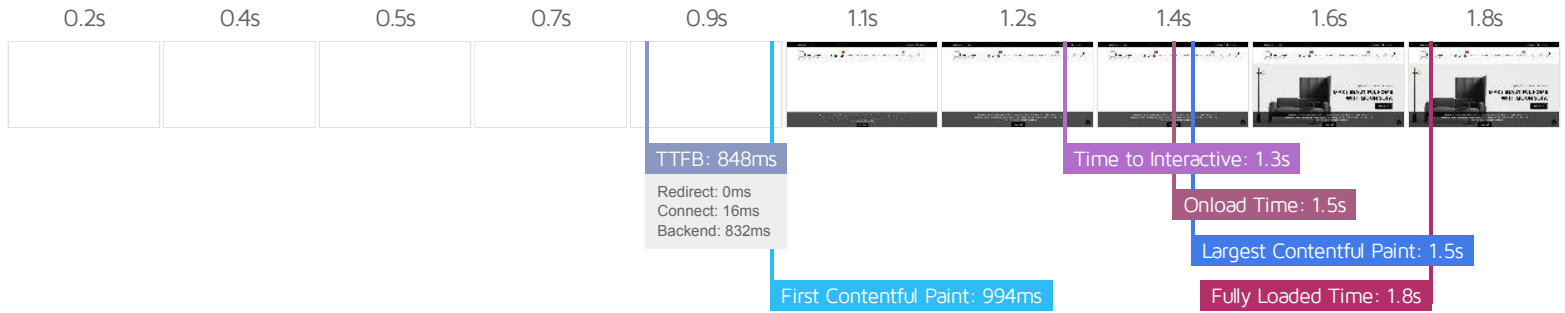 0.2s 0.4s 0.5s 0.7s 0.9s 1.1s 1.2s 1.4s 1.6s 1.8s
TTFB: 848ms
Redirect: 0ms
Connect: 16ms
Backend: 832ms
Time to Interactive: 1.3s
Onload Time: 1.5s
Largest Contentful Paint: 1.5s
First Contentful Paint: 994ms
Fully Loaded Time: 1.8s